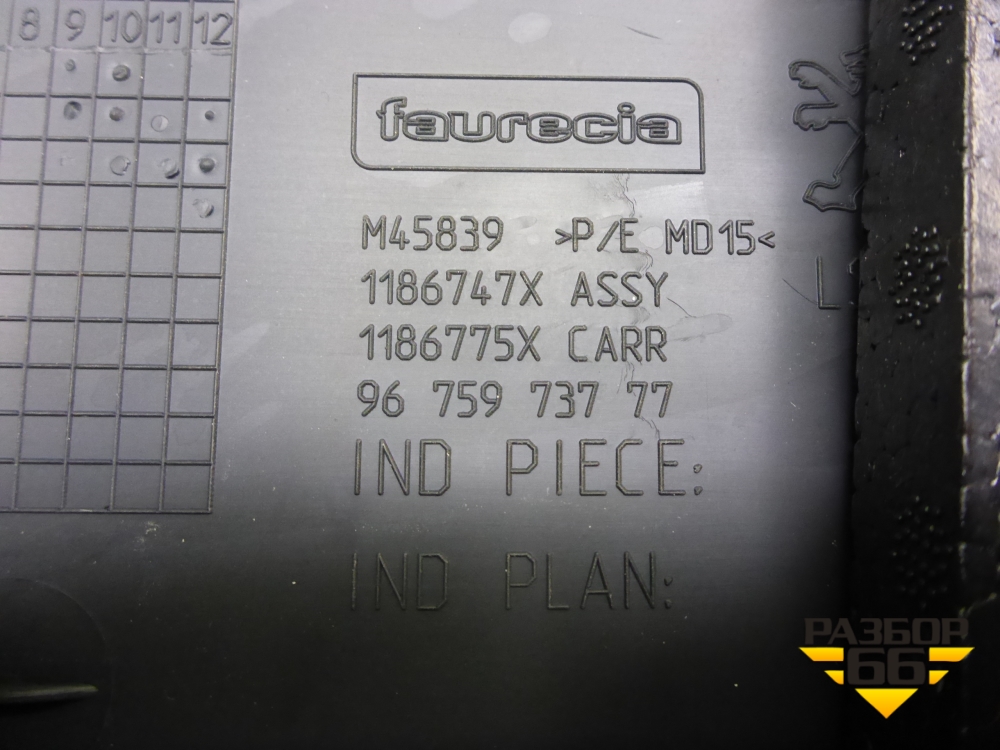 8 9 10 11 12
faurecia
M45839 >P/E MD15<
1186747X ASSY
1186775X CARR
96 759 737 77
IND PIECE:
IND PLAN:
L
РАЗБОР
66